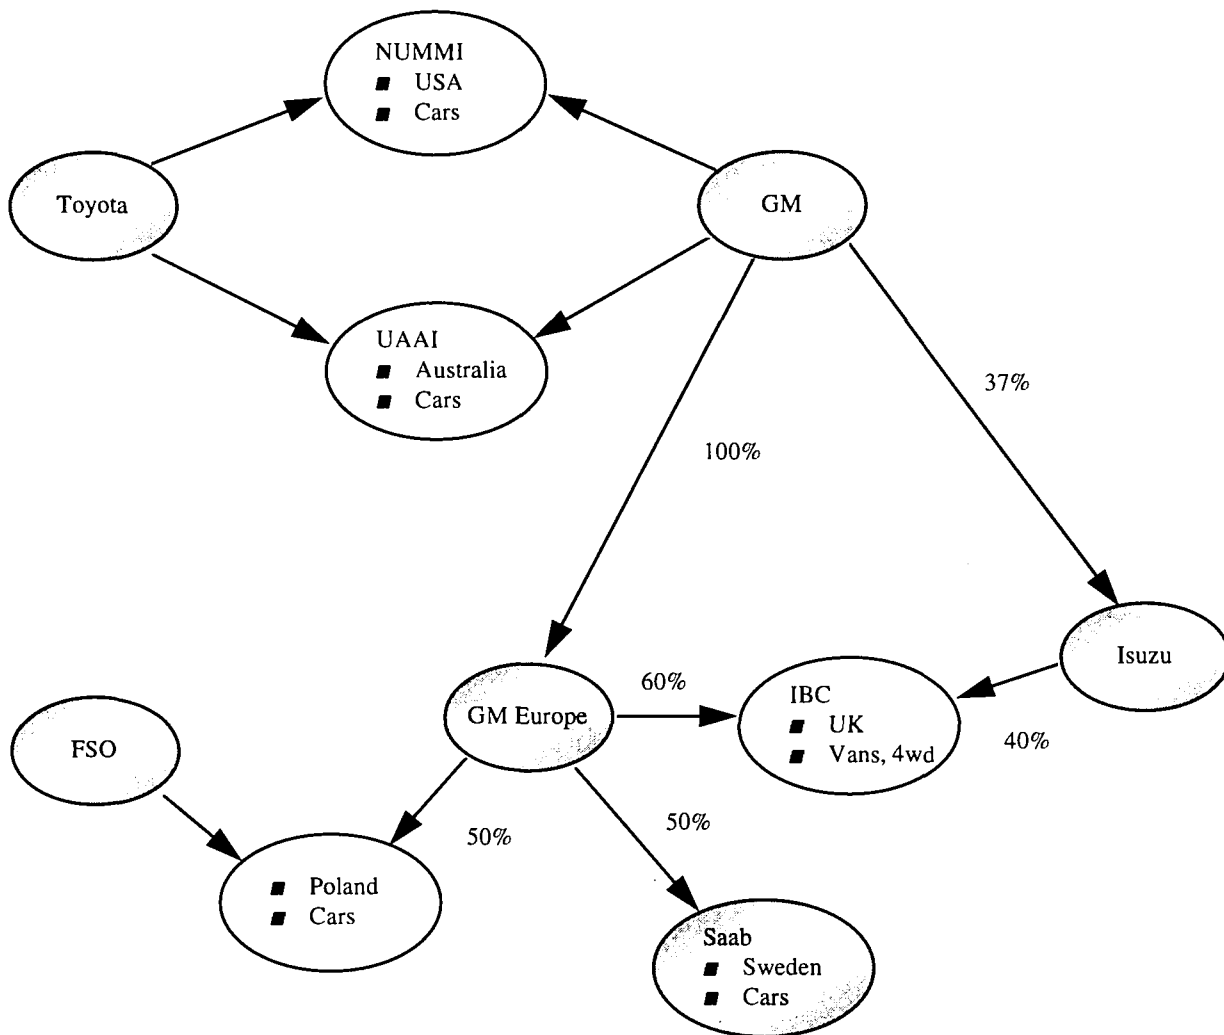 NUMMI
■ USA
■ Cars
Toyota
GM
UAAI
■ Australia
■ Cars
37%
100%
Isuzu
GM Europe
60%
IBC
■ UK
■ Vans, 4wd
40%
FSO
50%
50%
■ Poland
■ Cars
Saab
■ Sweden
■ Cars